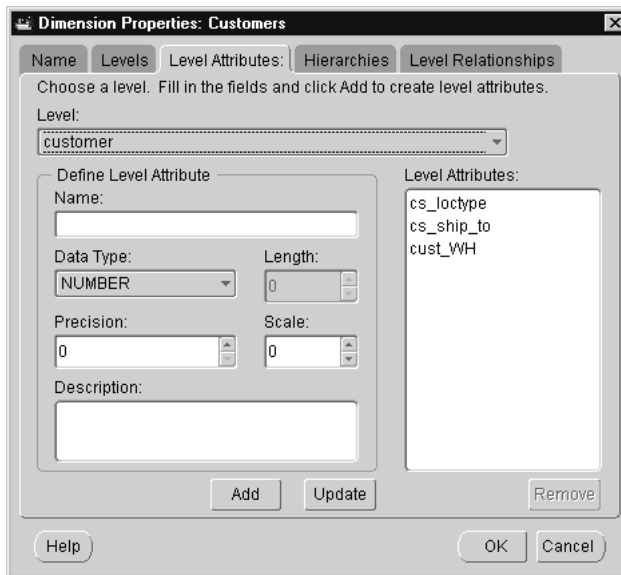 Dimension Properties: Customers
Name Levels Level Attributes: Hierarchies Level Relationships
Choose a level. Fill in the fields and click Add to create level attributes.
Level:
customer
Define Level Attribute
Name:
Data Type: Length:
NUMBER 0
Precision: Scale:
0 0
Description:
Level Attributes:
cs_loctype
cs_ship_to
cust_WH
Add Update Remove
Help OK Cancel